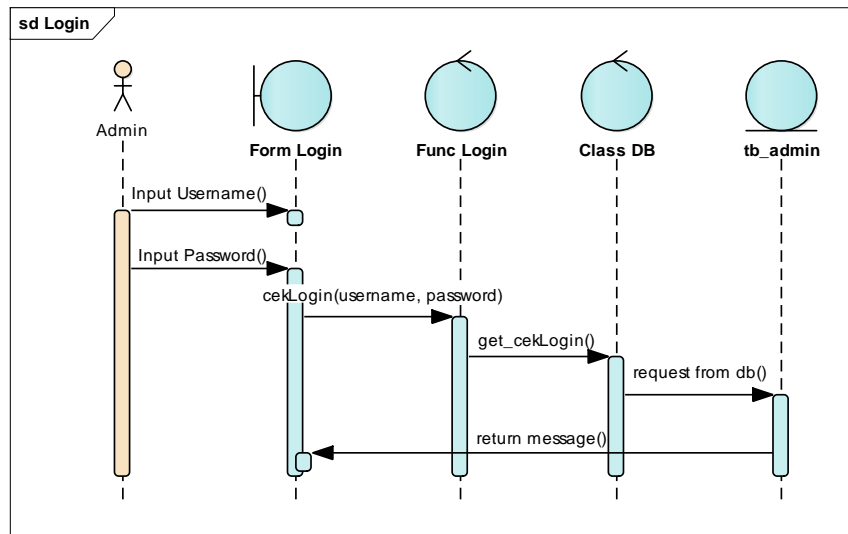 sd Login
Admin
Form Login
Func Login
Class DB
tb_admin
Input Username()
Input Password()
cekLogin(username, password)
get_cekLogin()
request from db()
return message()